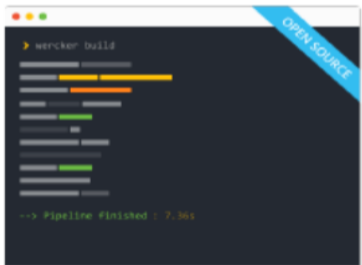 OPEN SOURCE
❯ wercker build
--> Pipeline finished : 7.36s